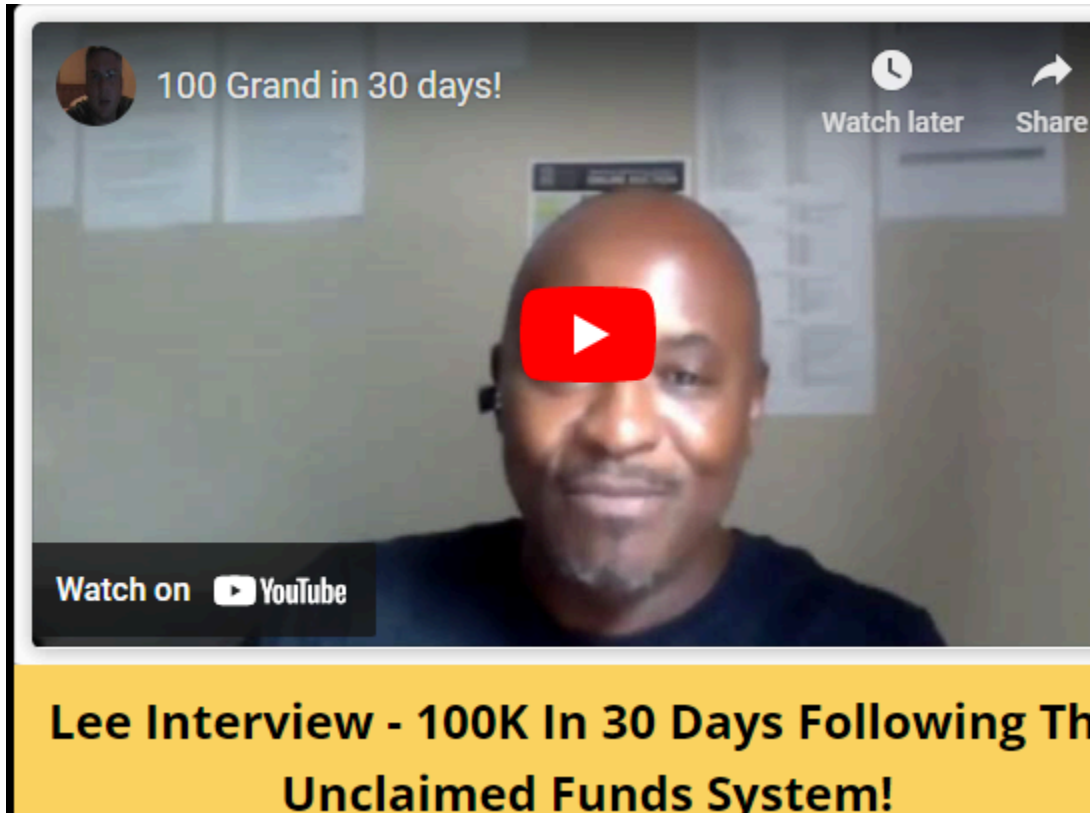 100 Grand in 30 days!
Watch later
Share
Watch on YouTube
Lee Interview - 100K In 30 Days Following Th
Unclaimed Funds System!